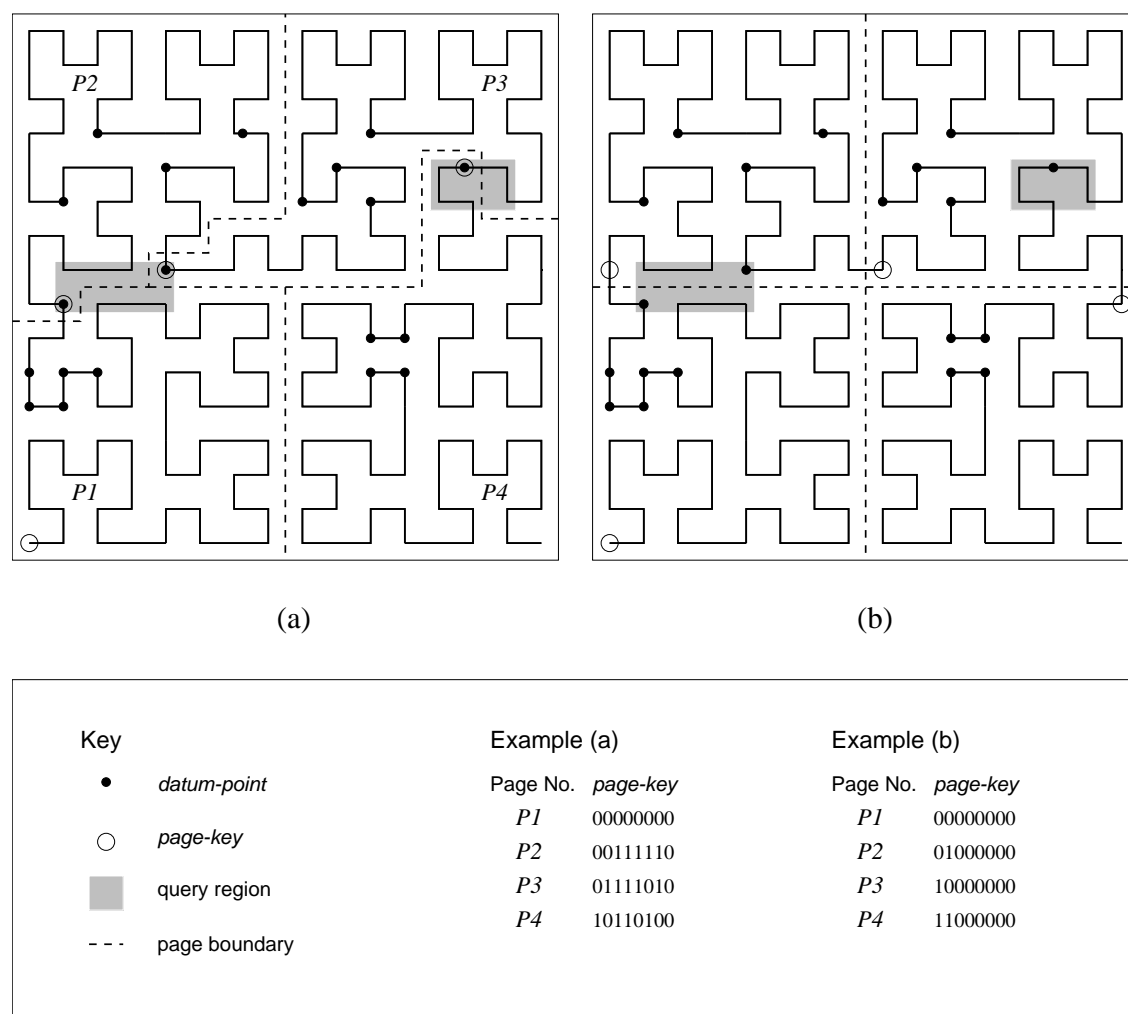 P2
P3
P1
P4
(a)
(b)
Key
datum-point
page-key
query region
page boundary
Example (a)
Page No. page-key
P1 00000000
P2 00111110
P3 01111010
P4 10110100
Example (b)
Page No. page-key
P1 00000000
P2 01000000
P3 10000000
P4 11000000